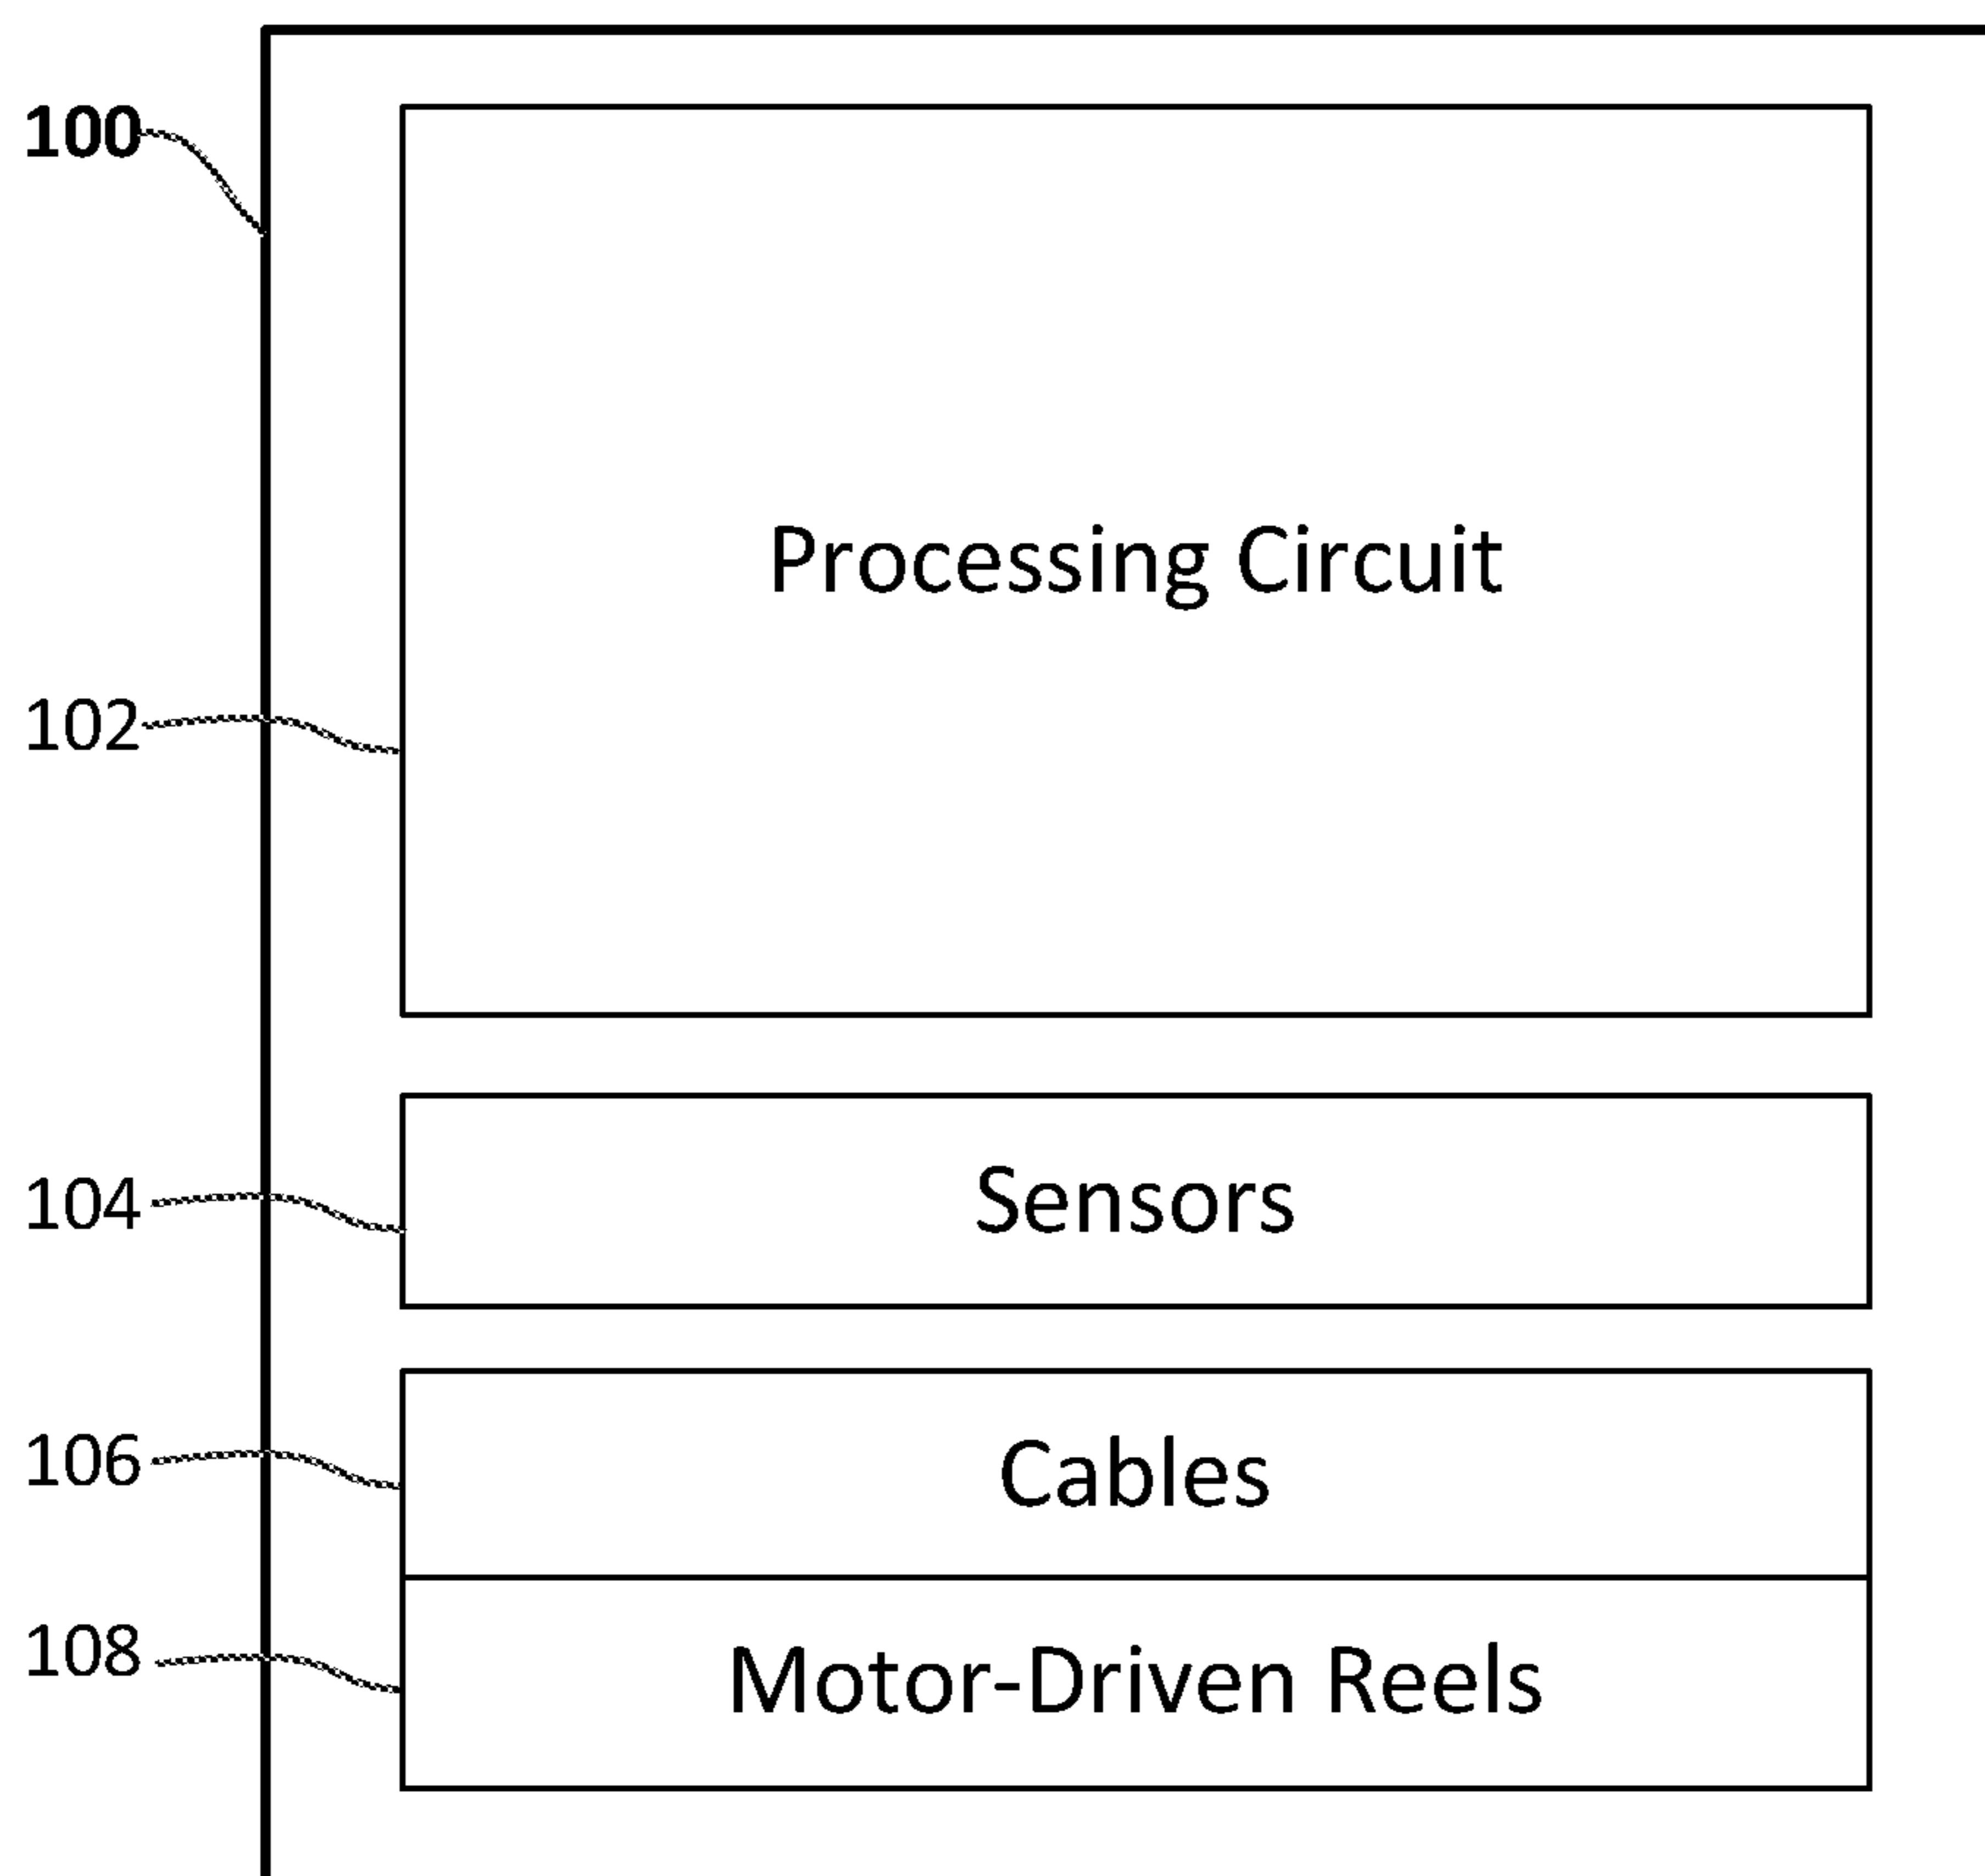 100
Processing Circuit
102
104
Sensors
106
Cables
108
Motor-Driven Reels